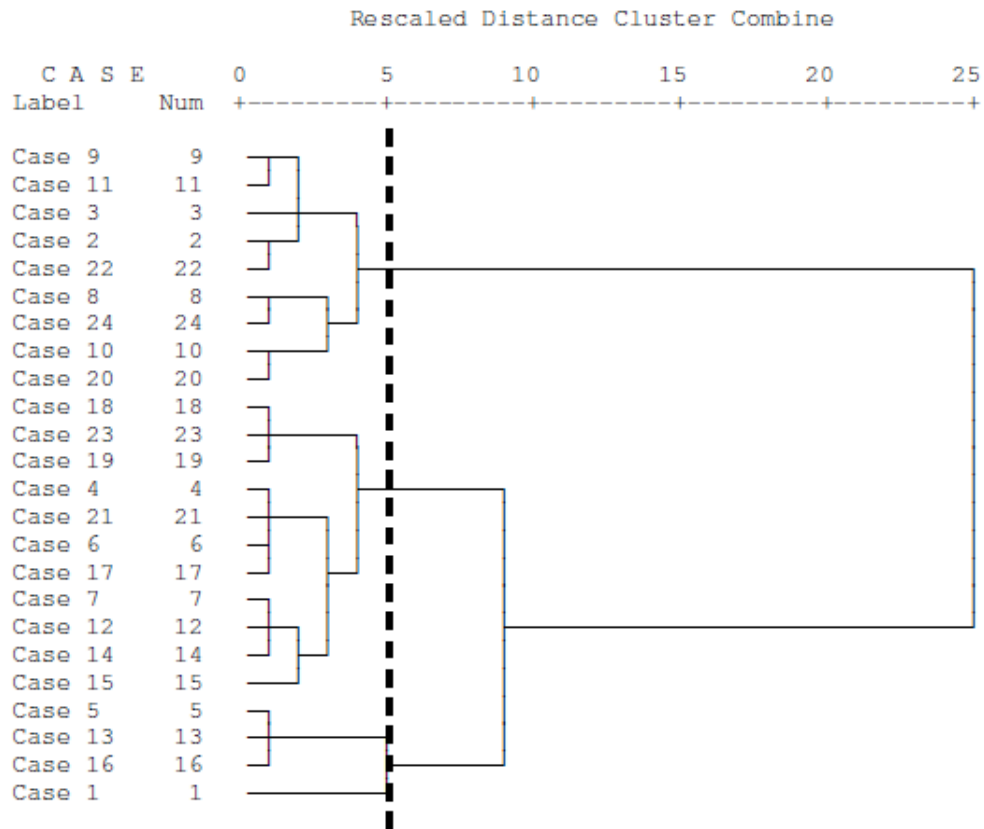 Rescaled Distance Cluster Combine
C A S E 0 5 10 15 20 25
Label Num +---------+---------+---------+---------+---------+
Case 9 9
Case 11 11
Case 3 3
Case 2 2
Case 22 22
Case 8 8
Case 24 24
Case 10 10
Case 20 20
Case 18 18
Case 23 23
Case 19 19
Case 4 4
Case 21 21
Case 6 6
Case 17 17
Case 7 7
Case 12 12
Case 14 14
Case 15 15
Case 5 5
Case 13 13
Case 16 16
Case 1 1